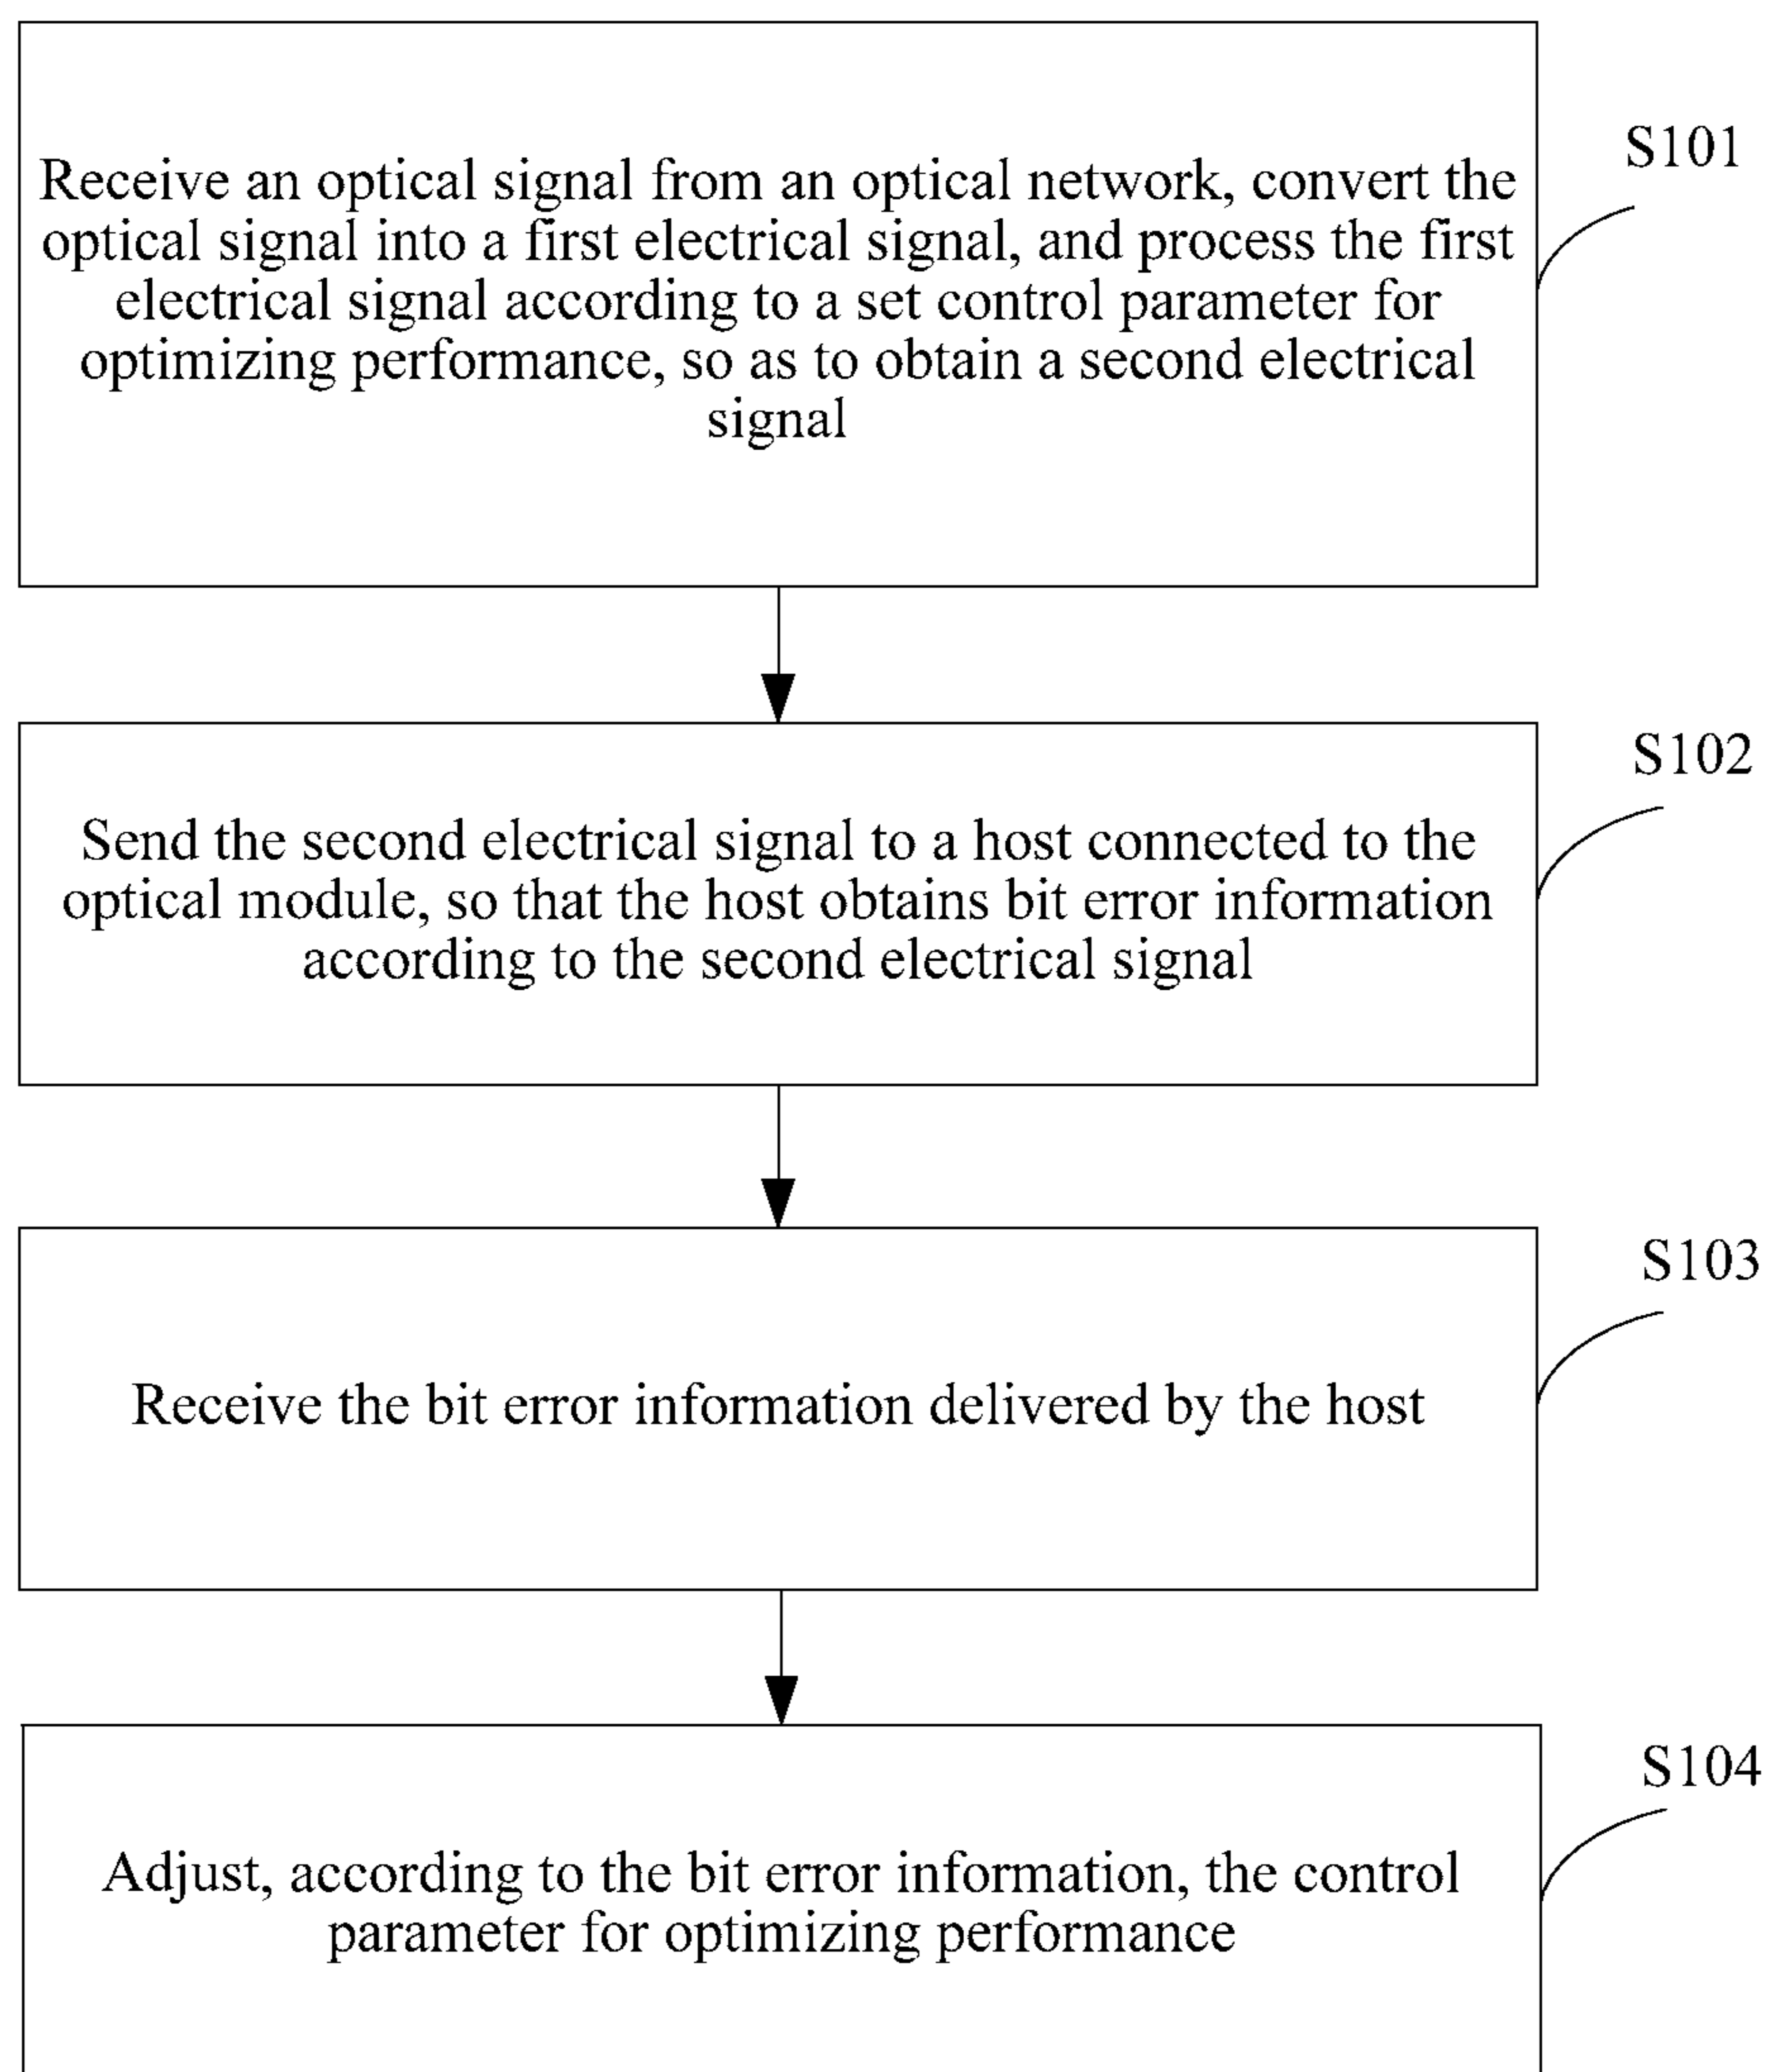 Receive an optical signal from an optical network, convert the
optical signal into a first electrical signal, and process the first
electrical signal according to a set control parameter for
optimizing performance, so as to obtain a second electrical
signal
S101
Send the second electrical signal to a host connected to the
optical module, so that the host obtains bit error information
according to the second electrical signal
S102
Receive the bit error information delivered by the host
S103
Adjust, according to the bit error information, the control
parameter for optimizing performance
S104